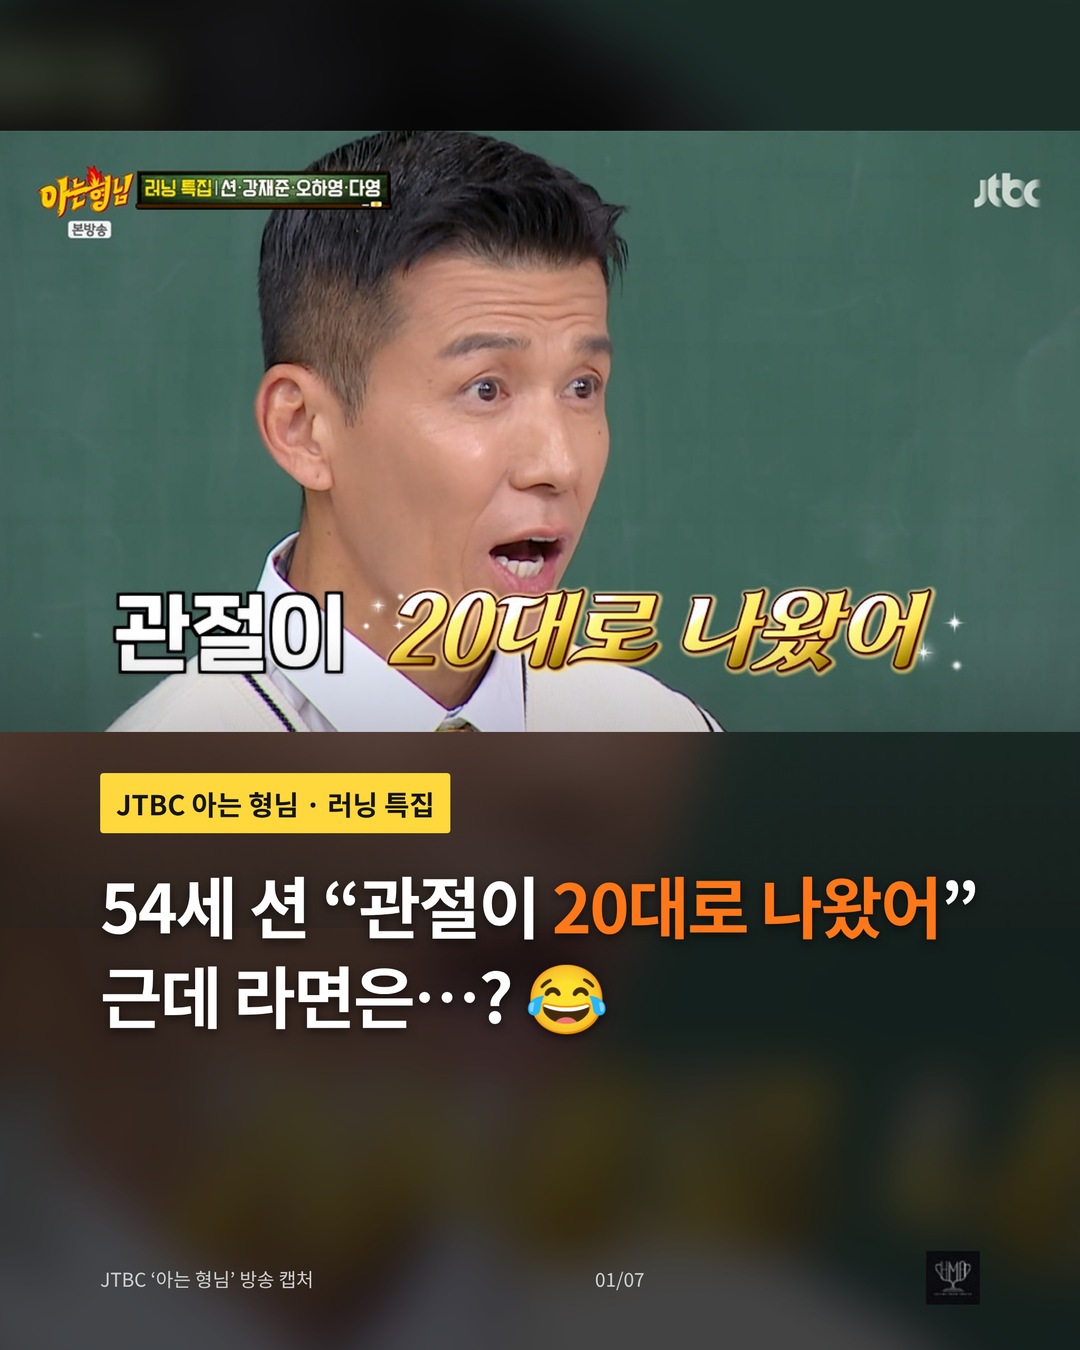 아는형님
러닝 특집 | 션·강재준·오하영·다영
본방송
jtbc
관절이 20대로 나왔어
JTBC 아는 형님 · 러닝 특집
54세 션 “관절이 20대로 나왔어”
근데 라면은…? 😂
JTBC ‘아는 형님’ 방송 캡처
01/07